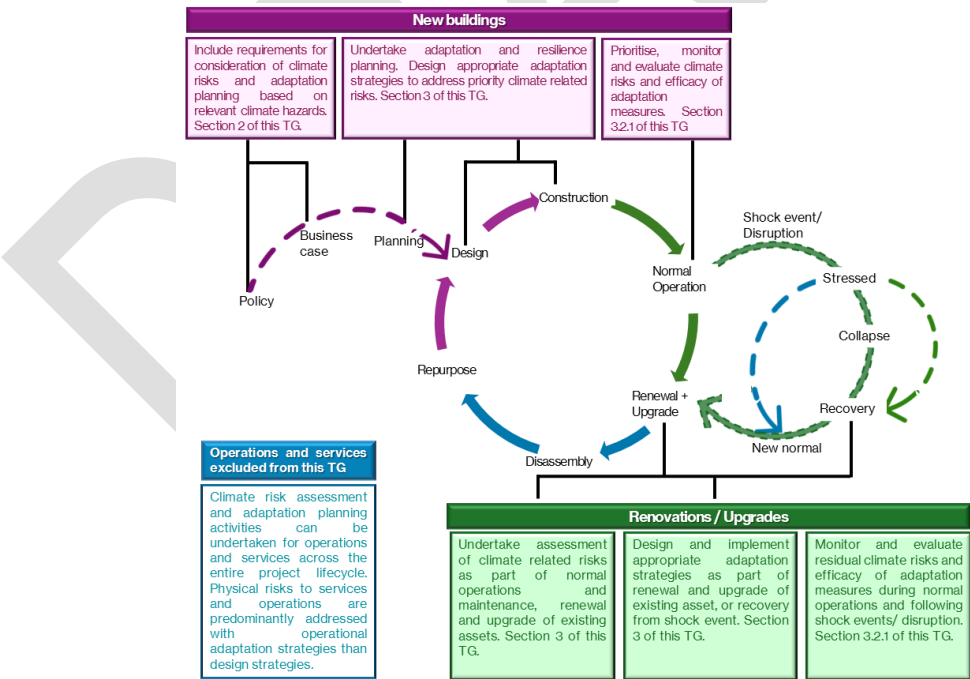 New buildings
Include requirements for
consideration of climate
risks and adaptation
planning based on
relevant climate hazards.
Section 2 of this TG.
Undertake adaptation and resilience
planning. Design appropriate adaptation
strategies to address priority climate related
risks. Section 3 of this TG.
Prioritise, monitor
and evaluate climate
risks and efficacy of
adaptation
measures. Section
3.2.1 of this TG
Construction
Shock event/
Disruption
Business
case
Planning
Design
Normal
Operation
Stressed
Policy
Collapse
Repurpose
Renewal +
Upgrade
Recovery
New normal
Disassembly
Operations and services
excluded from this TG
Climate risk assessment
and adaptation planning
activities can be
undertaken for operations
and services across the
entire project lifecycle.
Physical risks to services
and operations are
predominantly addressed
with operational
adaptation strategies than
design strategies.
Renovations / Upgrades
Undertake assessment
of climate related risks
as part of normal
operations and
maintenance, renewal
and upgrade of existing
assets. Section 3 of this
TG.
Design and implement
appropriate adaptation
strategies as part of
renewal and upgrade of
existing asset, or recovery
from shock event. Section
3 of this TG.
Monitor and evaluate
residual climate risks and
efficacy of adaptation
measures during normal
operations and following
shock events/ disruption.
Section 3.2.1 of this TG.